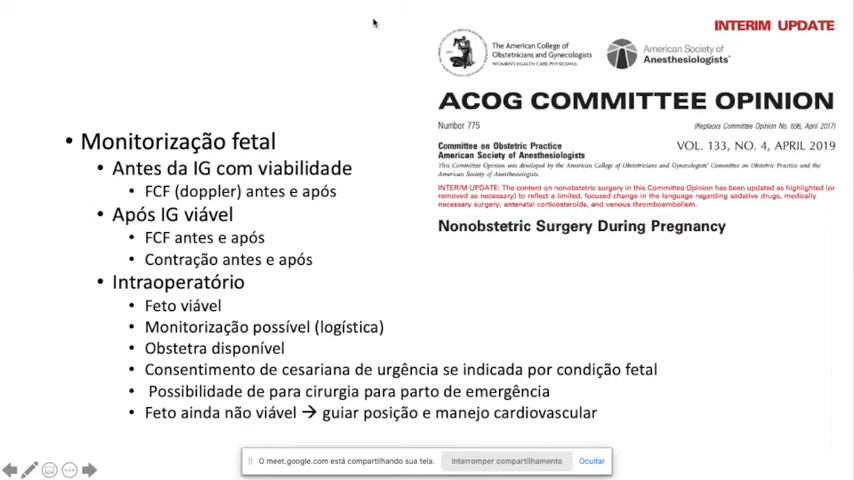 • Monitorização fetal
• Antes da IG com viabilidade
• FCF (doppler) antes e após
• Após IG viável
• FCF antes e após
• Contração antes e após
• Intraoperatório
• Feto viável
• Monitorização possível (logística)
• Obstetra disponível
• Consentimento de cesariana de urgência se indicada por condição fetal
• Possibilidade de para cirurgia para parto de emergência
• Feto ainda não viável → guiar posição e manejo cardiovascular
INTERIM UPDATE
The American College of
Obstetricians and Gynecologists
WOMEN'S HEALTH CARE PHYSICIANS
American Society of
Anesthesiologists
ACOG COMMITTEE OPINION
Number 775
(Replaces Committee Opinion No. 696, April 2017)
Committee on Obstetric Practice
American Society of Anesthesiologists
VOL. 133, NO. 4, APRIL 2019
This Committee Opinion was developed by the American College of Obstetricians and Gynecologists' Committee on Obstetric Practice and the
American Society of Anesthesiologists.
INTERIM UPDATE: The content on nonobstetric surgery in this Committee Opinion has been updated as highlighted (or
removed as necessary) to reflect a limited, focused change in the language regarding sedative drugs, medically
necessary surgery, antenatal corticosteroids, and venous thromboembolism.
Nonobstetric Surgery During Pregnancy
O meet.google.com está compartilhando sua tela.
Interromper compartilhamento
Ocultar